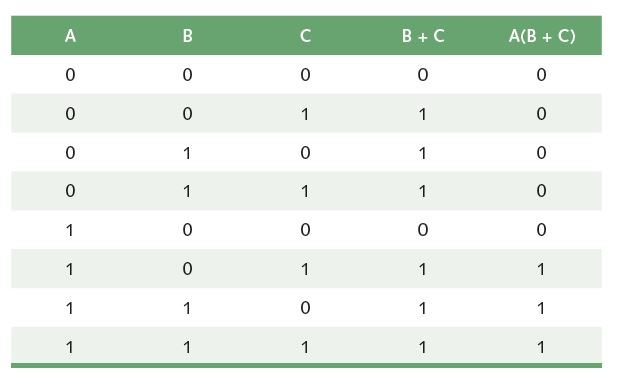 A B C B + C A(B + C)
0 0 0 0 0
0 0 1 1 0
0 1 0 1 0
0 1 1 1 0
1 0 0 0 0
1 0 1 1 1
1 1 0 1 1
1 1 1 1 1